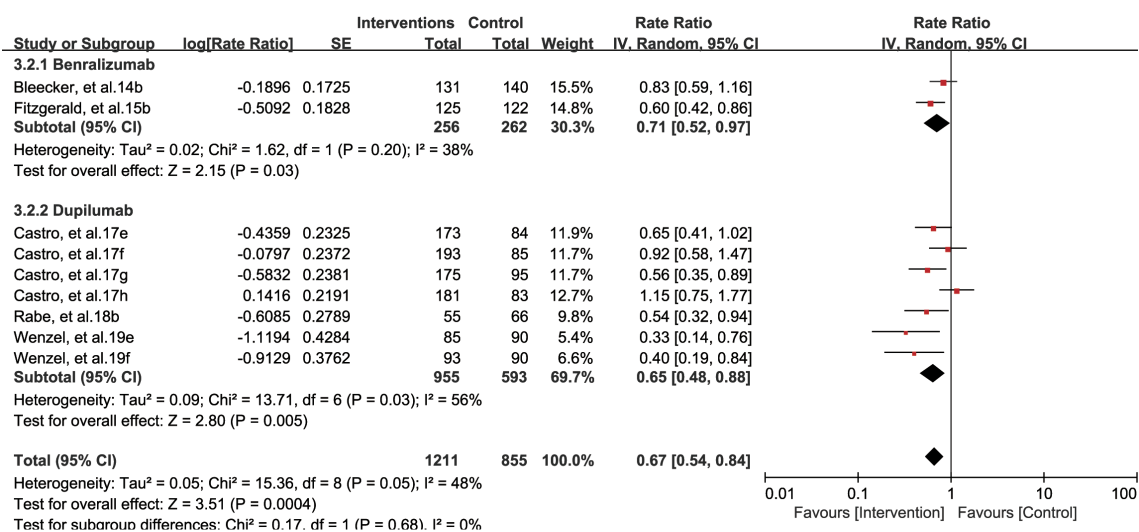 Interventions Control Rate Ratio Rate Ratio
Study or Subgroup log[Rate Ratio] SE Total Total Weight IV, Random, 95% CI IV, Random, 95% CI
3.2.1 Benralizumab
Bleecker, et al.14b -0.1896 0.1725 131 140 15.5% 0.83 [0.59, 1.16]
Fitzgerald, et al.15b -0.5092 0.1828 125 122 14.8% 0.60 [0.42, 0.86]
Subtotal (95% CI) 256 262 30.3% 0.71 [0.52, 0.97]
Heterogeneity: Tau² = 0.02; Chi² = 1.62, df = 1 (P = 0.20); I² = 38%
Test for overall effect: Z = 2.15 (P = 0.03)
3.2.2 Dupilumab
Castro, et al.17e -0.4359 0.2325 173 84 11.9% 0.65 [0.41, 1.02]
Castro, et al.17f -0.0797 0.2372 193 85 11.7% 0.92 [0.58, 1.47]
Castro, et al.17g -0.5832 0.2381 175 95 11.7% 0.56 [0.35, 0.89]
Castro, et al.17h 0.1416 0.2191 181 83 12.7% 1.15 [0.75, 1.77]
Rabe, et al.18b -0.6085 0.2789 55 66 9.8% 0.54 [0.32, 0.94]
Wenzel, et al.19e -1.1194 0.4284 85 90 5.4% 0.33 [0.14, 0.76]
Wenzel, et al.19f -0.9129 0.3762 93 90 6.6% 0.40 [0.19, 0.84]
Subtotal (95% CI) 955 593 69.7% 0.65 [0.48, 0.88]
Heterogeneity: Tau² = 0.09; Chi² = 13.71, df = 6 (P = 0.03); I² = 56%
Test for overall effect: Z = 2.80 (P = 0.005)
Total (95% CI) 1211 855 100.0% 0.67 [0.54, 0.84]
Heterogeneity: Tau² = 0.05; Chi² = 15.36, df = 8 (P = 0.05); I² = 48%
Test for overall effect: Z = 3.51 (P = 0.0004)
Test for subgroup differences: Chi² = 0.17, df = 1 (P = 0.68), I² = 0%
0.01 0.1 1 10 100
Favours [Intervention] Favours [Control]